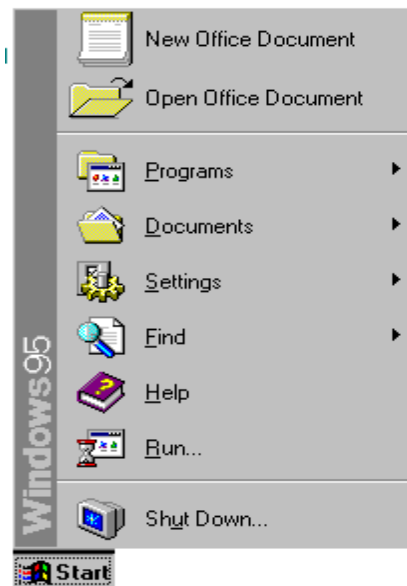 New Office Document
Open Office Document
Programs
Documents
Settings
Find
Help
Run...
Shut Down...
Windows95
Start